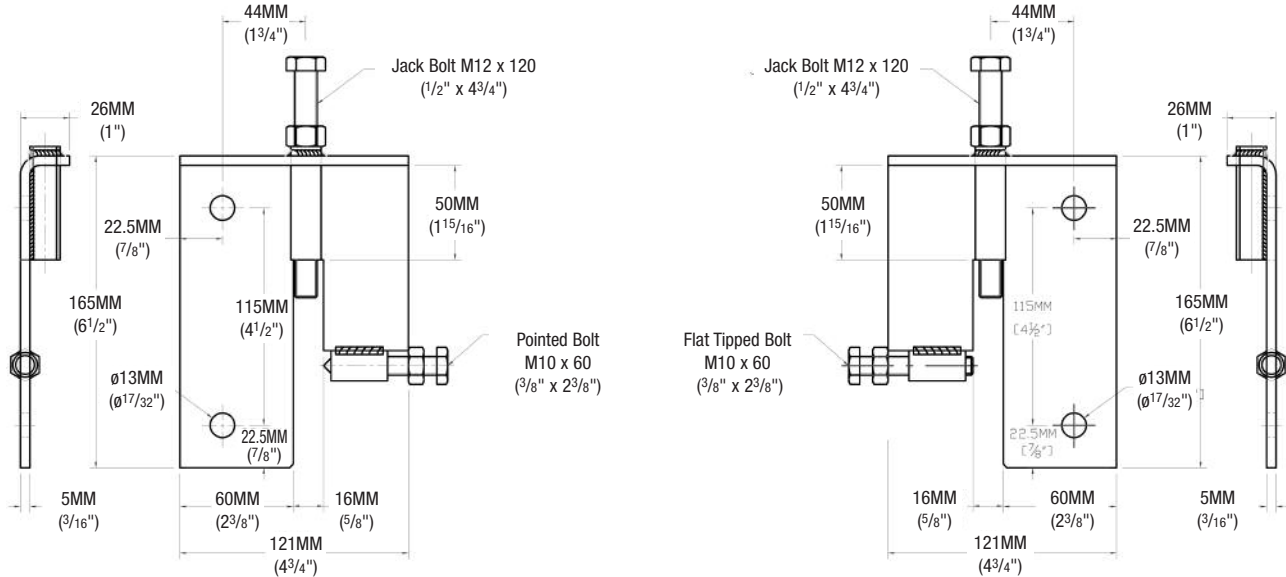 44MM
(1 3/4")
Jack Bolt M12 x 120
(1/2" x 4 3/4")
26MM
(1")
50MM
(1 15/16")
22.5MM
(7/8")
165MM
(6 1/2")
115MM
(4 1/2")
Pointed Bolt
M10 x 60
(3/8" x 2 3/8")
ø13MM
(ø17/32")
22.5MM
(7/8")
5MM
(3/16")
60MM
(2 3/8")
16MM
(5/8")
121MM
(4 3/4")
44MM
(1 3/4")
Jack Bolt M12 x 120
(1/2" x 4 3/4")
26MM
(1")
50MM
(1 15/16")
22.5MM
(7/8")
115MM
[4 1/2"]
165MM
(6 1/2")
Flat Tipped Bolt
M10 x 60
(3/8" x 2 3/8")
ø13MM
(ø17/32")
22.5MM
[7/8"]
16MM
(5/8")
60MM
(2 3/8")
5MM
(3/16")
121MM
(4 3/4")